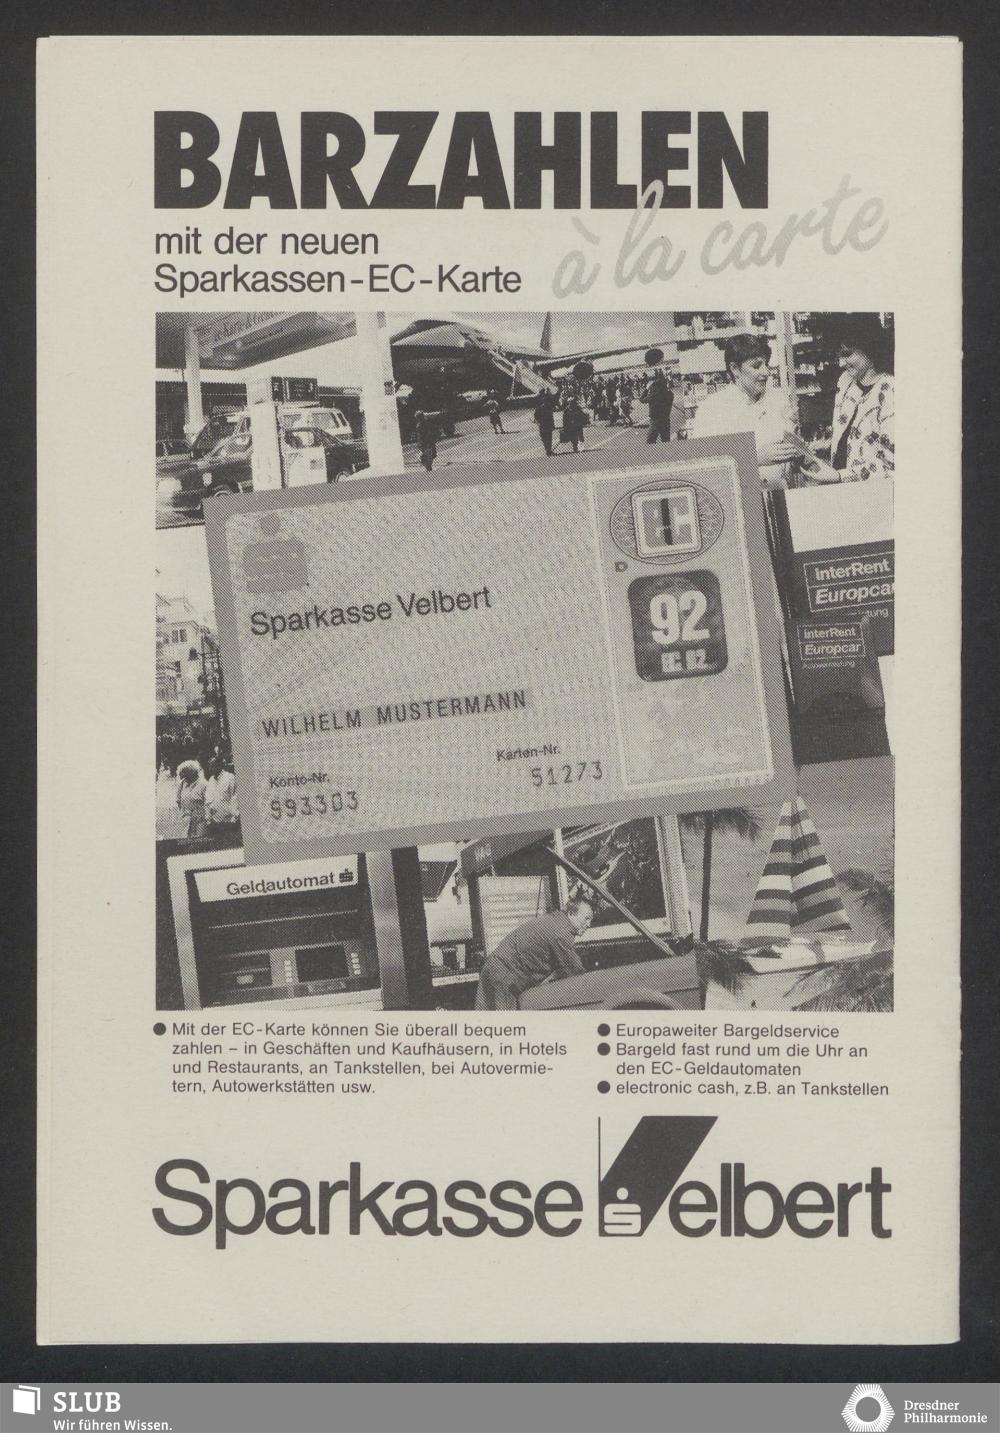 BARZAHLEN
à la carte
mit der neuen
Sparkassen-EC-Karte
D
92
Sparkasse Velbert
WILHELM MUSTERMANN
Konto-Nr.
993303
Karten-Nr.
51273
InterRent
Europcar
InterRent
Europcar
Autovermietung
Geldautomat
VAG
● Mit der EC-Karte können Sie überall bequem
zahlen – in Geschäften und Kaufhäusern, in Hotels
und Restaurants, an Tankstellen, bei Autovermie-
tern, Autowerkstätten usw.
● Europaweiter Bargeldservice
● Bargeld fast rund um die Uhr an
den EC-Geldautomaten
● electronic cash, z.B. an Tankstellen
Sparkasse Velbert
SLUB
Wir führen Wissen.
Dresdner
Philharmonie